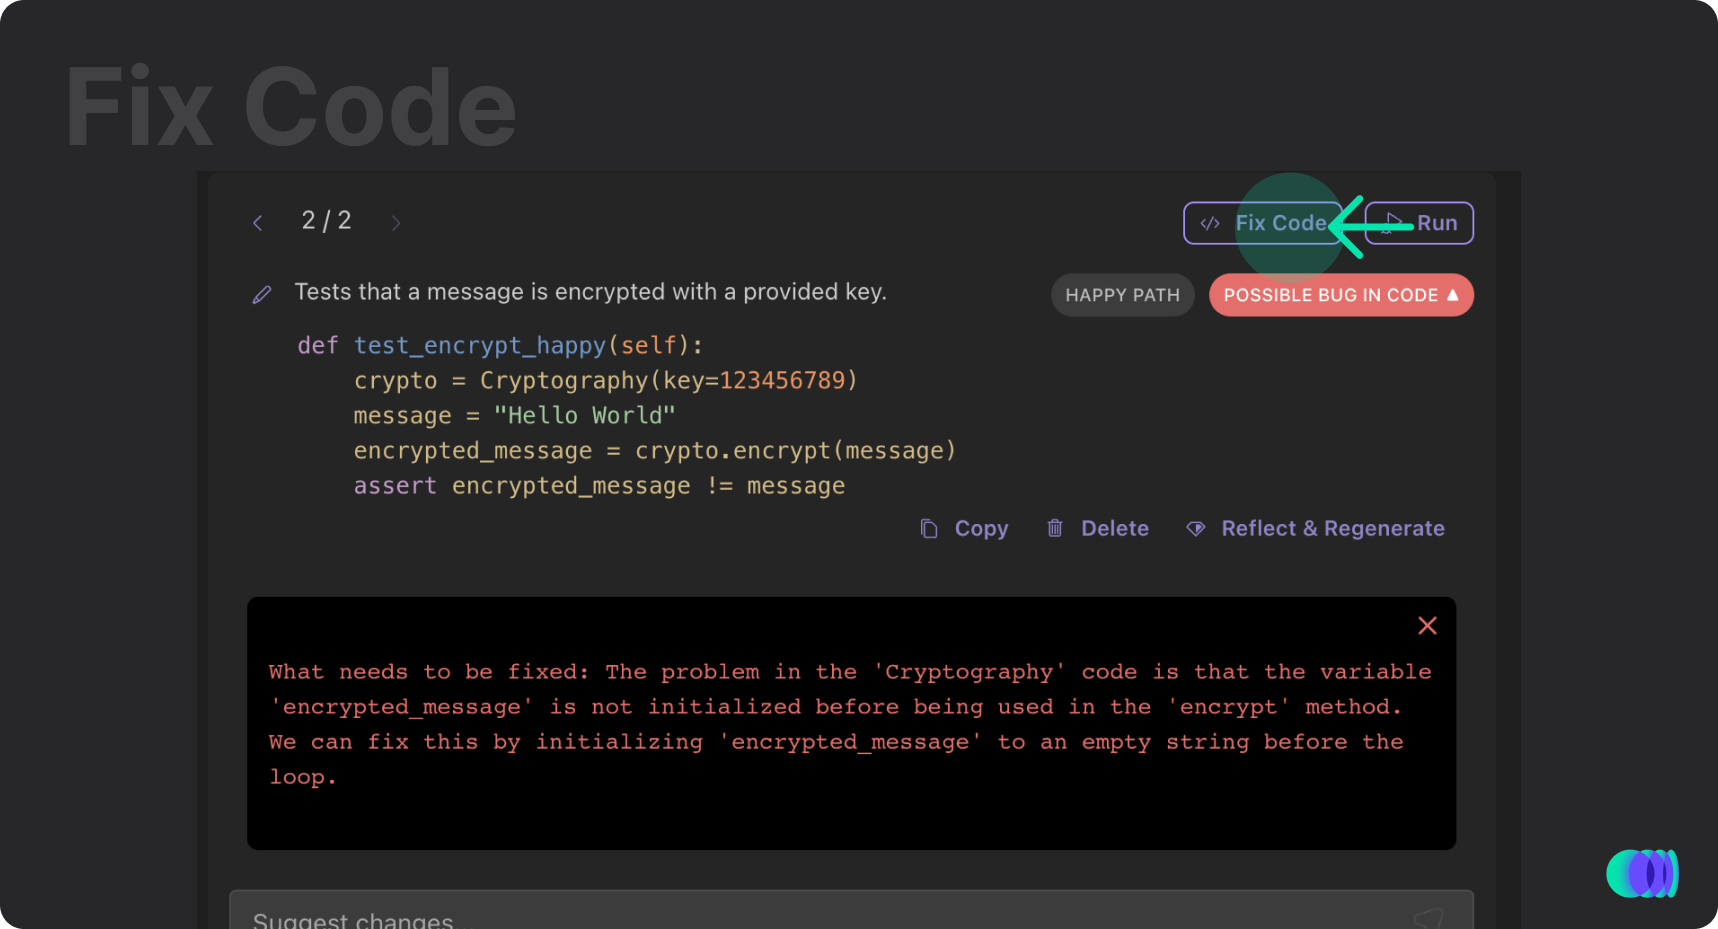 Fix Code
2 / 2
Fix Code
Run
Tests that a message is encrypted with a provided key.
HAPPY PATH
POSSIBLE BUG IN CODE
def test_encrypt_happy(self):
crypto = Cryptography(key=123456789)
message = "Hello World"
encrypted_message = crypto.encrypt(message)
assert encrypted_message != message
Copy
Delete
Reflect & Regenerate
What needs to be fixed: The problem in the 'Cryptography' code is that the variable
'encrypted_message' is not initialized before being used in the 'encrypt' method.
We can fix this by initializing 'encrypted_message' to an empty string before the
loop.
Suggest changes...